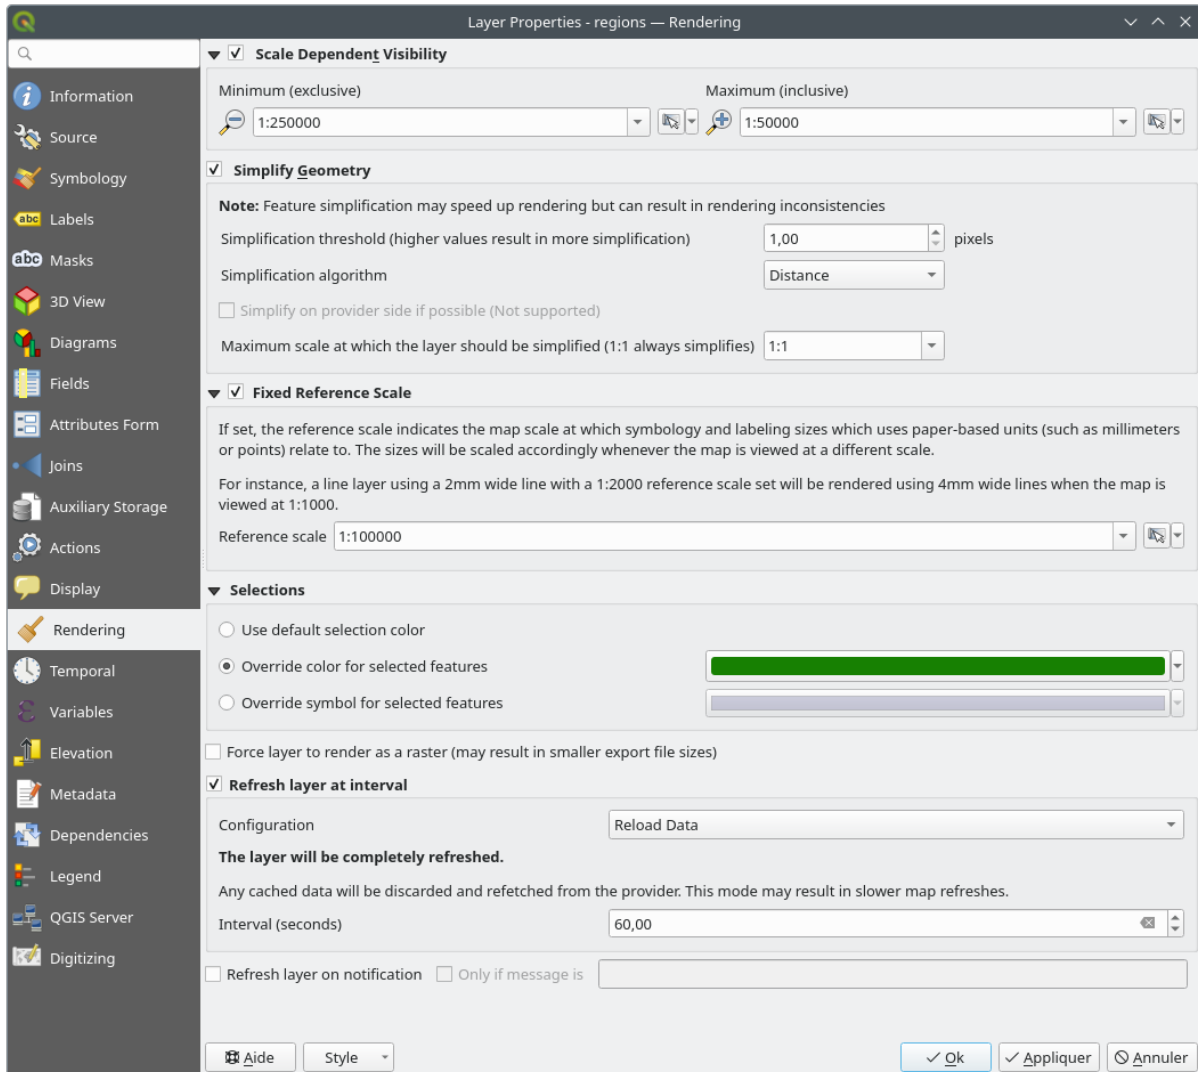 Layer Properties - regions — Rendering
Information
Source
Symbology
abc Labels
abc Masks
3D View
Diagrams
Fields
Attributes Form
Joins
Auxiliary Storage
Actions
Display
Rendering
Temporal
Variables
Elevation
Metadata
Dependencies
Legend
QGIS Server
Digitizing
Scale Dependent Visibility
Minimum (exclusive) Maximum (inclusive)
1:250000 1:50000
Simplify Geometry
Note: Feature simplification may speed up rendering but can result in rendering inconsistencies
Simplification threshold (higher values result in more simplification) 1,00 pixels
Simplification algorithm Distance
Simplify on provider side if possible (Not supported)
Maximum scale at which the layer should be simplified (1:1 always simplifies) 1:1
Fixed Reference Scale
If set, the reference scale indicates the map scale at which symbology and labeling sizes which uses paper-based units (such as millimeters
or points) relate to. The sizes will be scaled accordingly whenever the map is viewed at a different scale.
For instance, a line layer using a 2mm wide line with a 1:2000 reference scale set will be rendered using 4mm wide lines when the map is
viewed at 1:1000.
Reference scale 1:100000
Selections
Use default selection color
Override color for selected features
Override symbol for selected features
Force layer to render as a raster (may result in smaller export file sizes)
Refresh layer at interval
Configuration Reload Data
The layer will be completely refreshed.
Any cached data will be discarded and refetched from the provider. This mode may result in slower map refreshes.
Interval (seconds) 60,00
Refresh layer on notification Only if message is
Aide Style Ok Appliquer Annuler